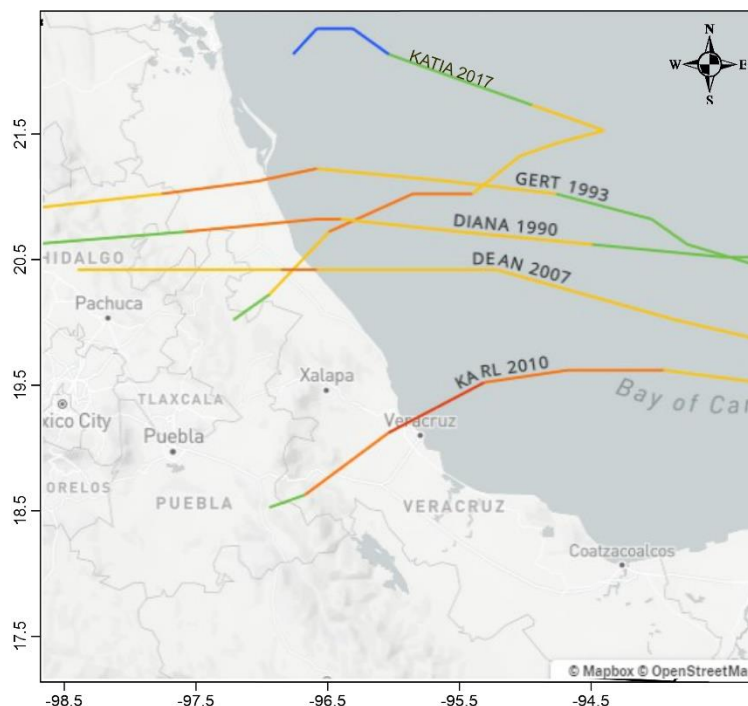 N
W E
S
KATIA 2017
21.5
GERT 1993
DIANA 1990
20.5
HIDALGO
DEAN 2007
Pachuca
KARL 2010
19.5
Xalapa
Bay of Ca
TLAXCALA
xico City
Puebla
Veracruz
ORELOS
18.5
PUEBLA
VERACRUZ
Coatzacoalcos
17.5
© Mapbox © OpenStreetMa
-98.5 -97.5 -96.5 -95.5 -94.5